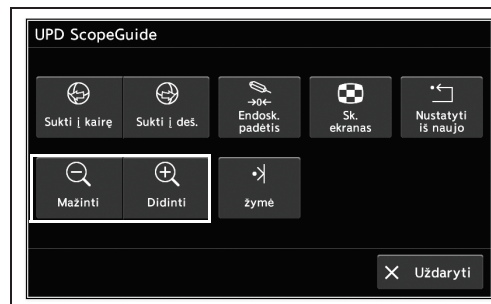 UPD ScopeGuide
Sukti į kairę
Sukti į deš.
Endosk.
padėtis
Sk.
ekranas
Nustatyti
iš naujo
Mažinti
Didinti
žymė
Uždaryti